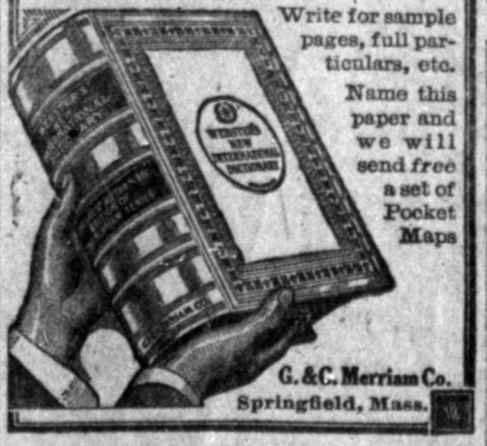 Write for sample
pages, full par-
ticulars, etc.
Name this
paper and
we will
send free
a set of
Pocket
Maps
WEBSTER'S
NEW
INTERNATIONAL
DICTIONARY
G. & C. Merriam Co.
Springfield, Mass.